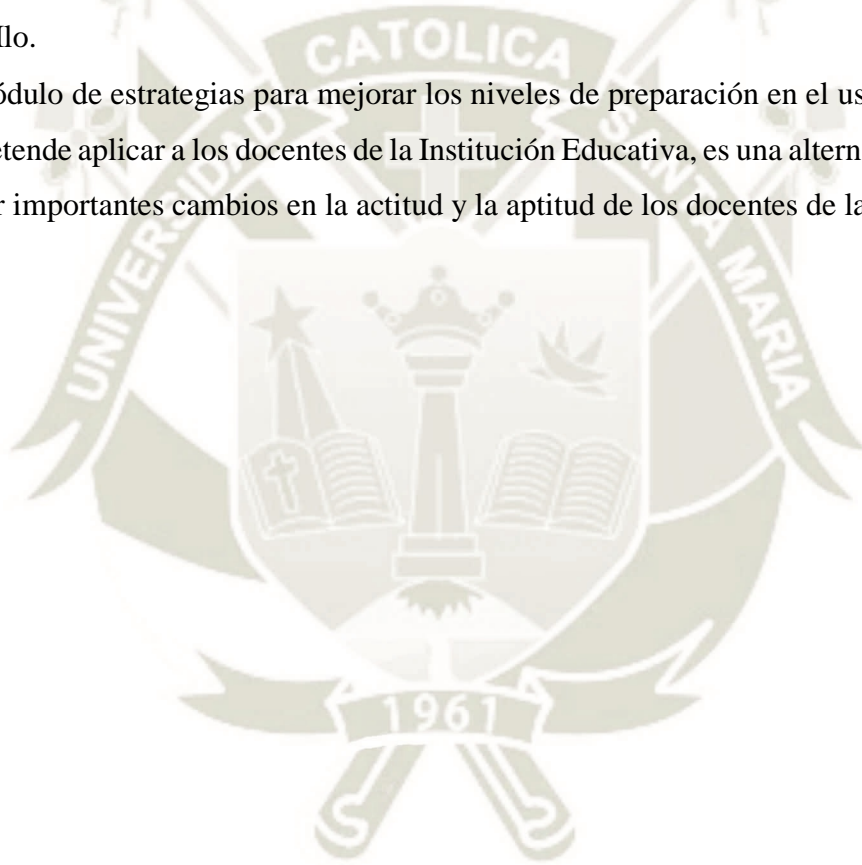 Ilo.
ódulo de estrategias para mejorar los niveles de preparación en el us
etende aplicar a los docentes de la Institución Educativa, es una altern
r importantes cambios en la actitud y la aptitud de los docentes de la
UNIVERSIDAD CATOLICA SANTA MARIA
1961